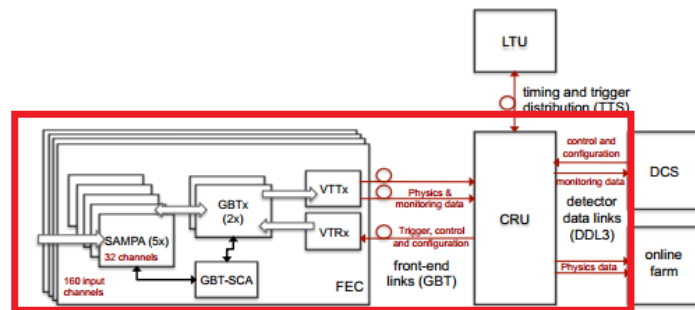 LTU
timing and trigger
distribution (TTS)
control and
configuration
monitoring data
DCS
detector
data links
(DDL3)
Physics data
online
farm
CRU
VTTx
Physics &
monitoring data
GBTx
(2x)
VTRx
Trigger, control
and configuration
SAMPA (5x)
32 channels
front-end
links (GBT)
160 input
channels
GBT-SCA
FEC